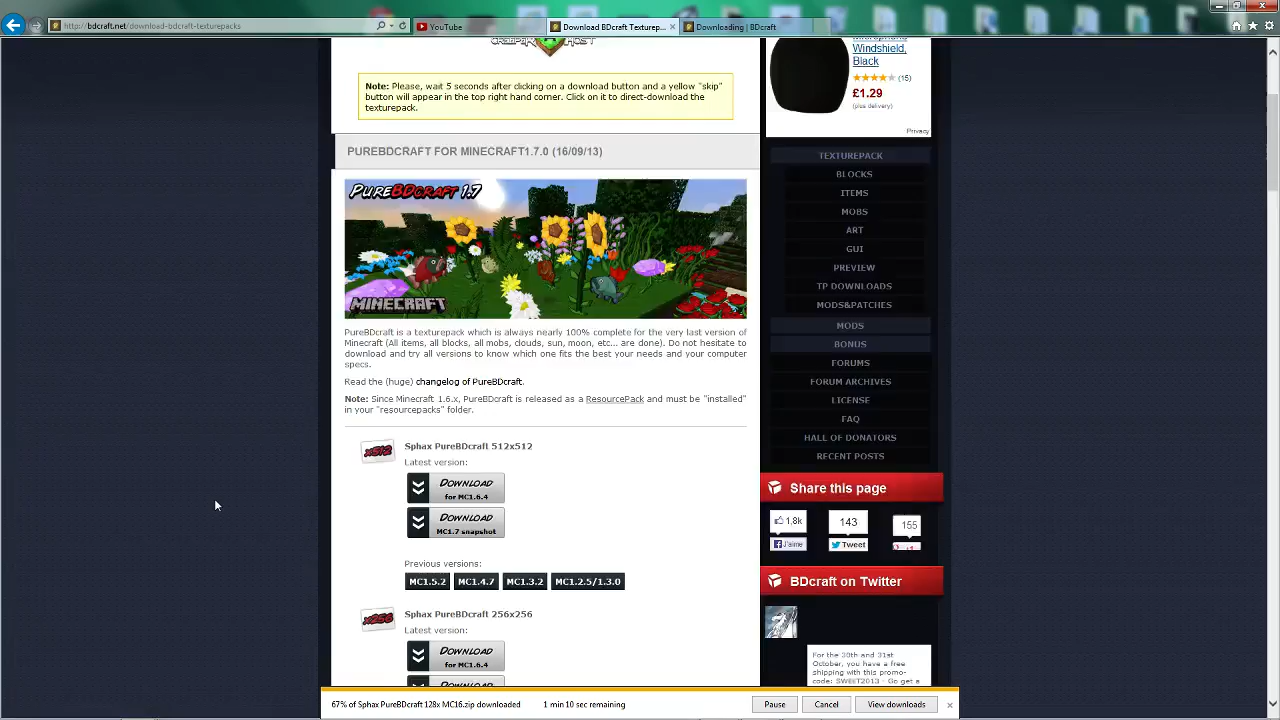 http://bdcraft.net/download-bdcraft-texturepacks
YouTube
Download BDcraft Texturep...
Downloading | BDcraft
CREEPER HOST
Windshield,
Black
(15)
£1.29
(plus delivery)
Privacy
Note: Please, wait 5 seconds after clicking on a download button and a yellow "skip"
button will appear in the top right hand corner. Click on it to direct-download the
texturepack.
PUREBDCRAFT FOR MINECRAFT1.7.0 (16/09/13)
PUREBDCRAFT 1.7
MINECRAFT
PureBDcraft is a texturepack which is always nearly 100% complete for the very last version of
Minecraft (All items, all blocks, all mobs, clouds, sun, moon, etc... are done). Do not hesitate to
download and try all versions to know which one fits the best your needs and your computer
specs.
Read the (huge) changelog of PureBDcraft.
Note: Since Minecraft 1.6.x, PureBDcraft is released as a ResourcePack and must be "installed"
in your "resourcepacks" folder.
x512
Sphax PureBDcraft 512x512
Latest version:
DOWNLOAD
for MC1.6.4
DOWNLOAD
MC1.7 snapshot
Previous versions:
MC1.5.2 MC1.4.7 MC1.3.2 MC1.2.5/1.3.0
x256
Sphax PureBDcraft 256x256
Latest version:
DOWNLOAD
for MC1.6.4
DOWNLOAD
TEXTUREPACK
BLOCKS
ITEMS
MOBS
ART
GUI
PREVIEW
TP DOWNLOADS
MODS&PATCHES
MODS
BONUS
FORUMS
FORUM ARCHIVES
LICENSE
FAQ
HALL OF DONATORS
RECENT POSTS
Share this page
1,8k
143
155
J'aime
Tweet
+1
BDcraft on Twitter
For the 30th and 31st
October, you have a free
shipping with this promo-
code: SWEET2013 - Go get a
67% of Sphax PureBDcraft 128x MC16.zip downloaded
1 min 10 sec remaining
Pause
Cancel
View downloads